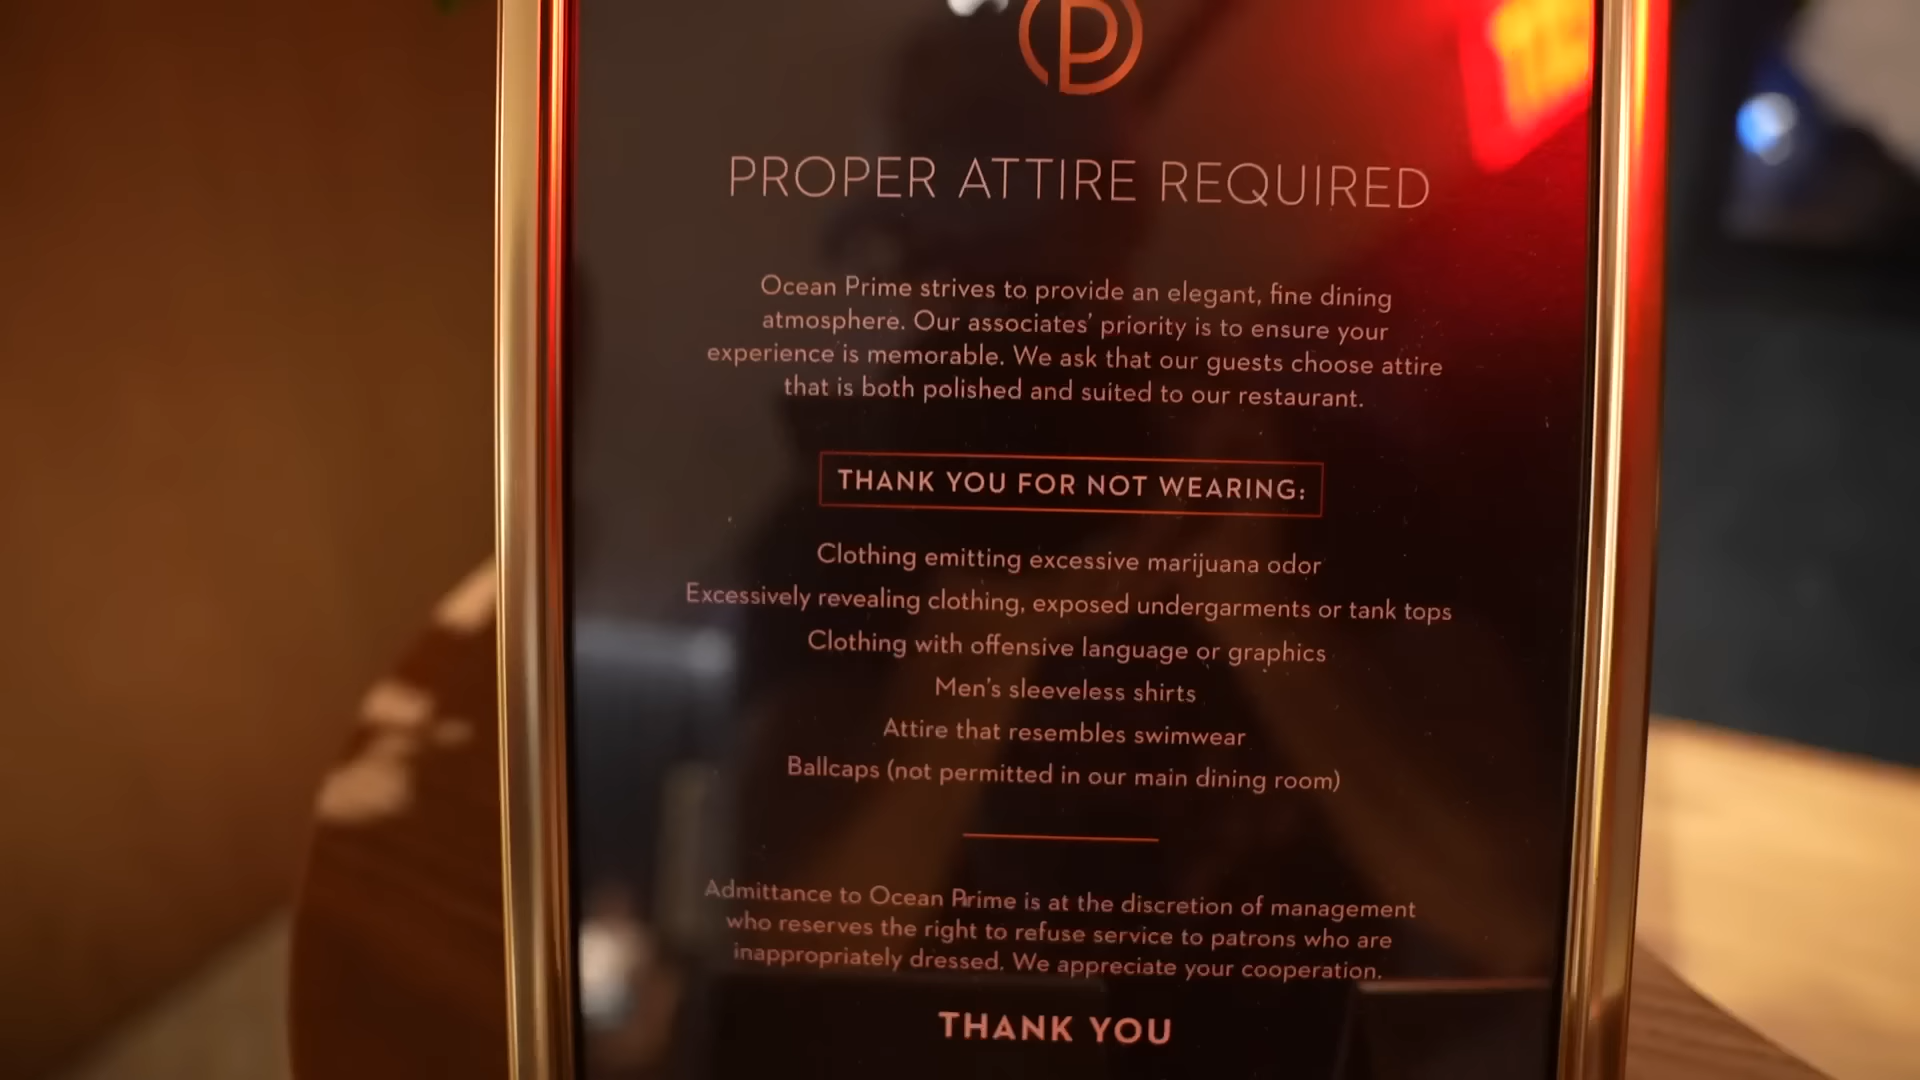 P
PROPER ATTIRE REQUIRED
Ocean Prime strives to provide an elegant, fine dining
atmosphere. Our associates' priority is to ensure your
experience is memorable. We ask that our guests choose attire
that is both polished and suited to our restaurant.
THANK YOU FOR NOT WEARING:
Clothing emitting excessive marijuana odor
Excessively revealing clothing, exposed undergarments or tank tops
Clothing with offensive language or graphics
Men's sleeveless shirts
Attire that resembles swimwear
Ballcaps (not permitted in our main dining room)
Admittance to Ocean Prime is at the discretion of management
who reserves the right to refuse service to patrons who are
inappropriately dressed. We appreciate your cooperation.
THANK YOU